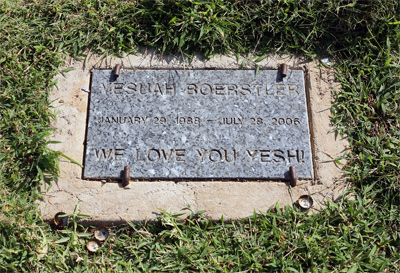 YESUAH BOERSTLER
JANUARY 29, 1988 – JULY 28, 2006
WE LOVE YOU YESH!